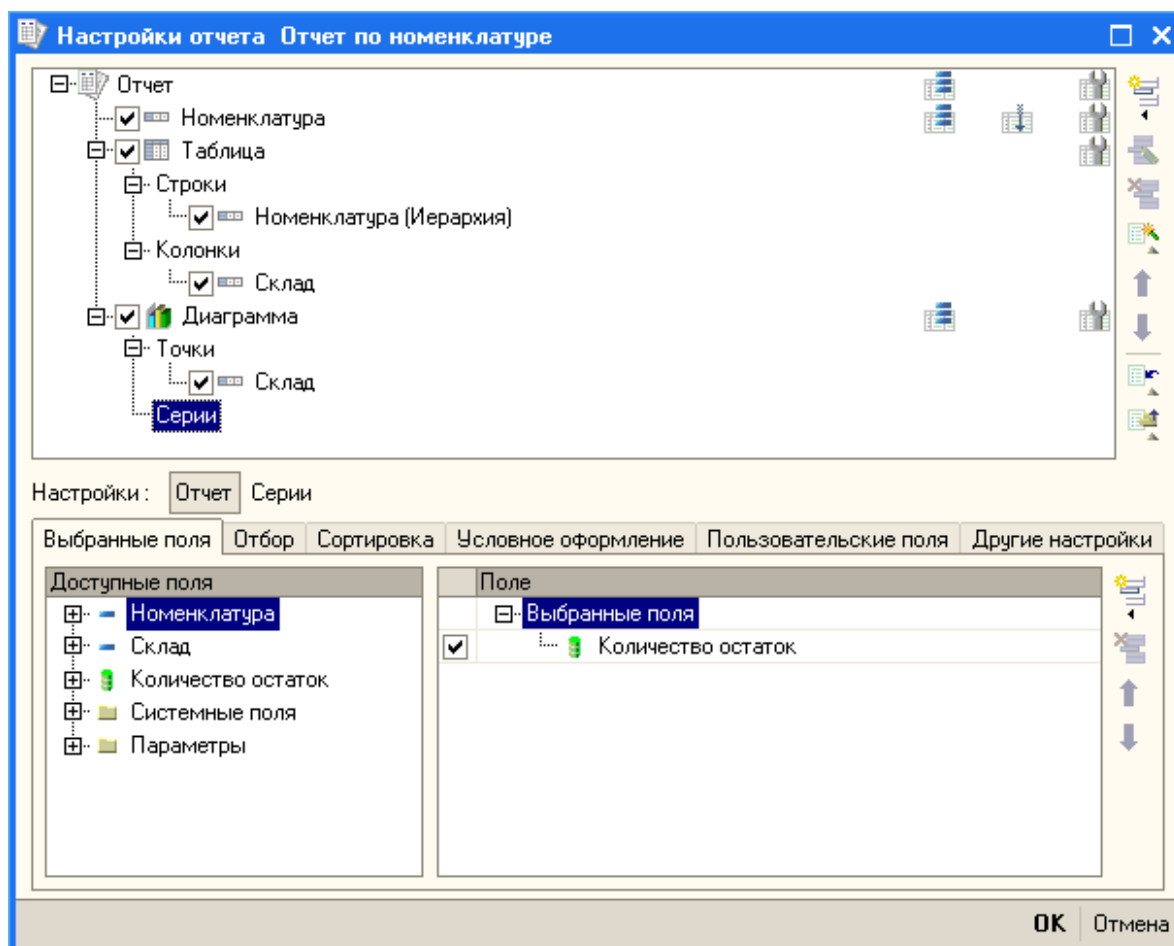 Настройки отчета Отчет по номенклатуре
Отчет
Номенклатура
Таблица
Строки
Номенклатура (Иерархия)
Колонки
Склад
Диаграмма
Точки
Склад
Серии
Настройки: Отчет Серии
Выбранные поля Отбор Сортировка Условное оформление Пользовательские поля Другие настройки
Доступные поля Поле
Номенклатура Выбранные поля
Склад Количество остаток
Количество остаток
Системные поля
Параметры
OK Отмена